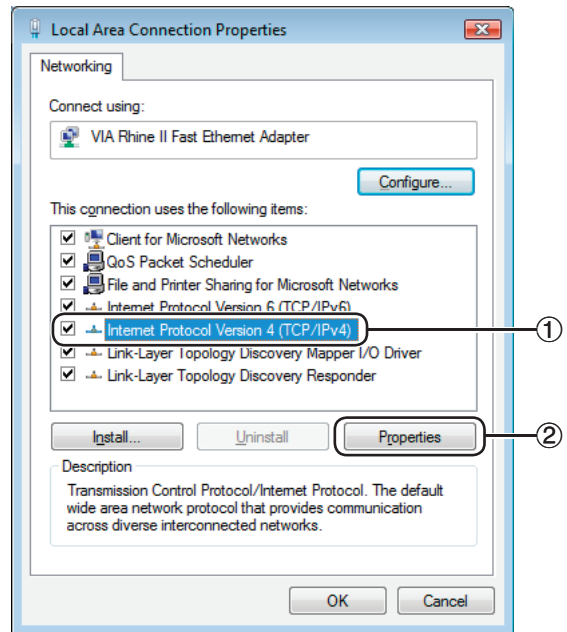 Local Area Connection Properties
Networking
Connect using:
VIA Rhine II Fast Ethernet Adapter
Configure...
This connection uses the following items:
Client for Microsoft Networks
QoS Packet Scheduler
File and Printer Sharing for Microsoft Networks
Internet Protocol Version 6 (TCP/IPv6)
Internet Protocol Version 4 (TCP/IPv4)
①
Link-Layer Topology Discovery Mapper I/O Driver
Link-Layer Topology Discovery Responder
Install...
Uninstall
Properties
②
Description
Transmission Control Protocol/Internet Protocol. The default
wide area network protocol that provides communication
across diverse interconnected networks.
OK
Cancel